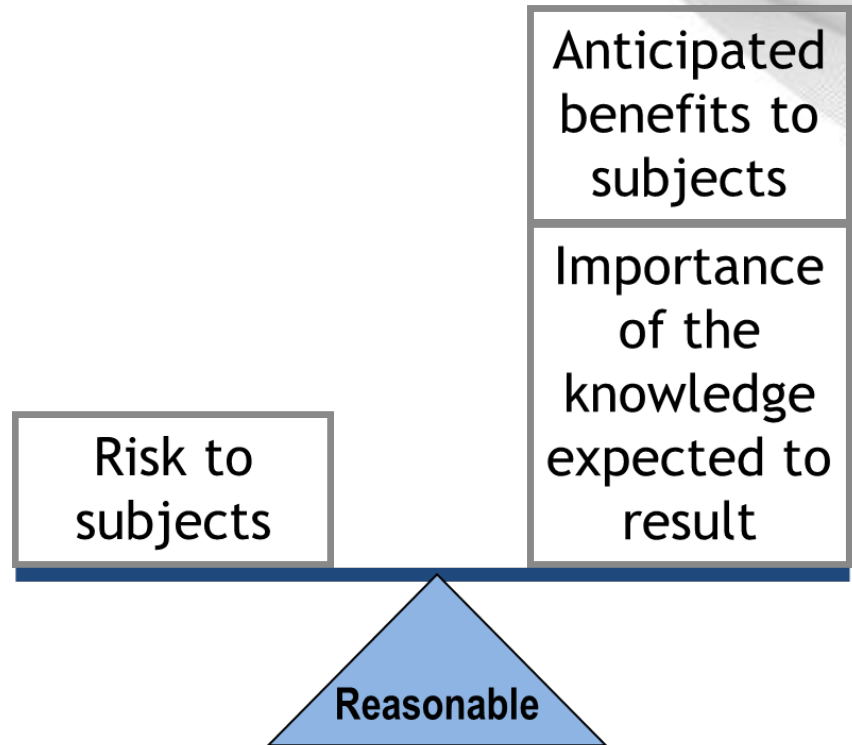 Anticipated
benefits to
subjects
Importance
of the
knowledge
expected to
result
Risk to
subjects
Reasonable